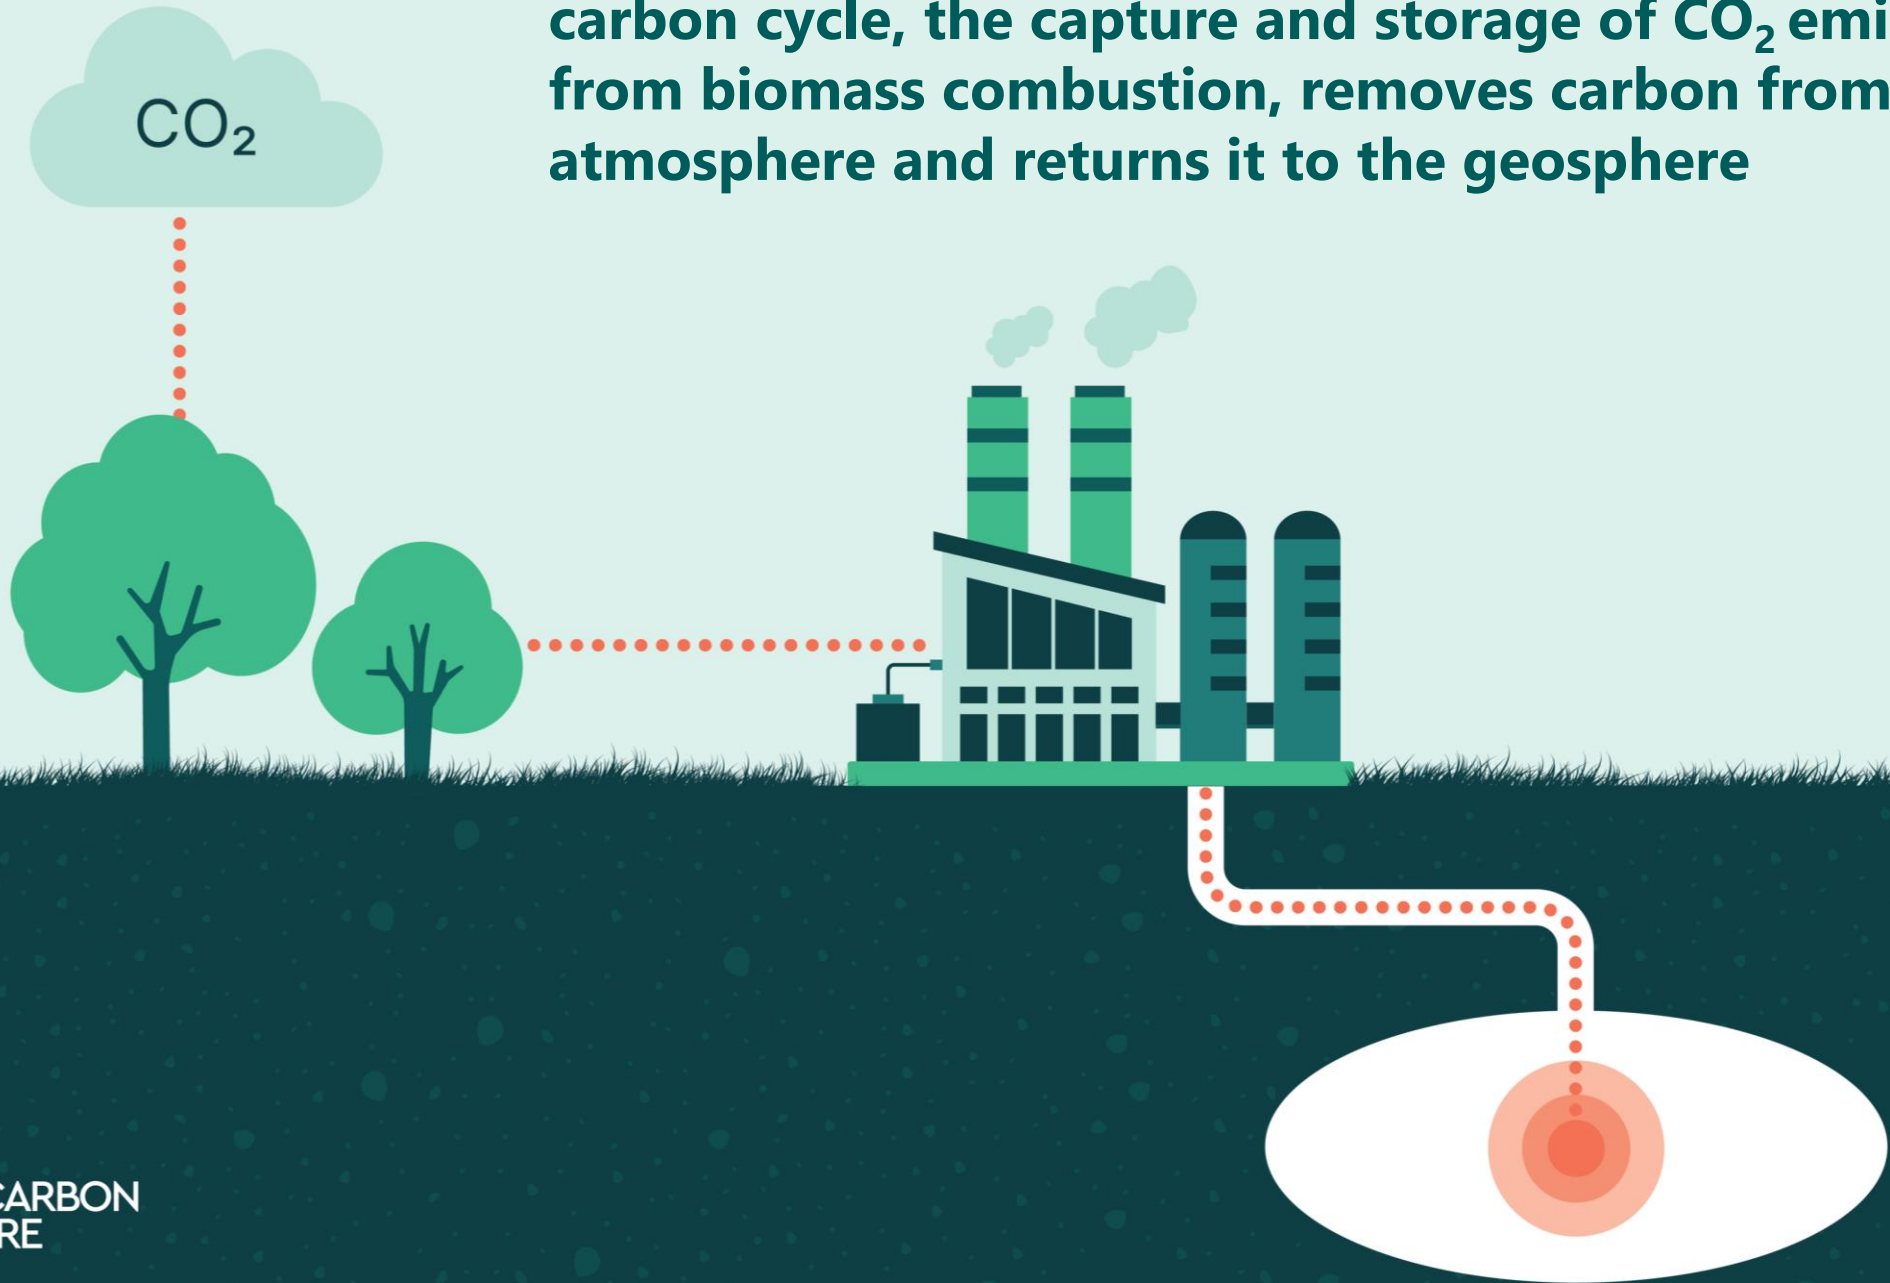 carbon cycle, the capture and storage of CO₂ emi
from biomass combustion, removes carbon from
atmosphere and returns it to the geosphere
CO₂
CARBON
RE